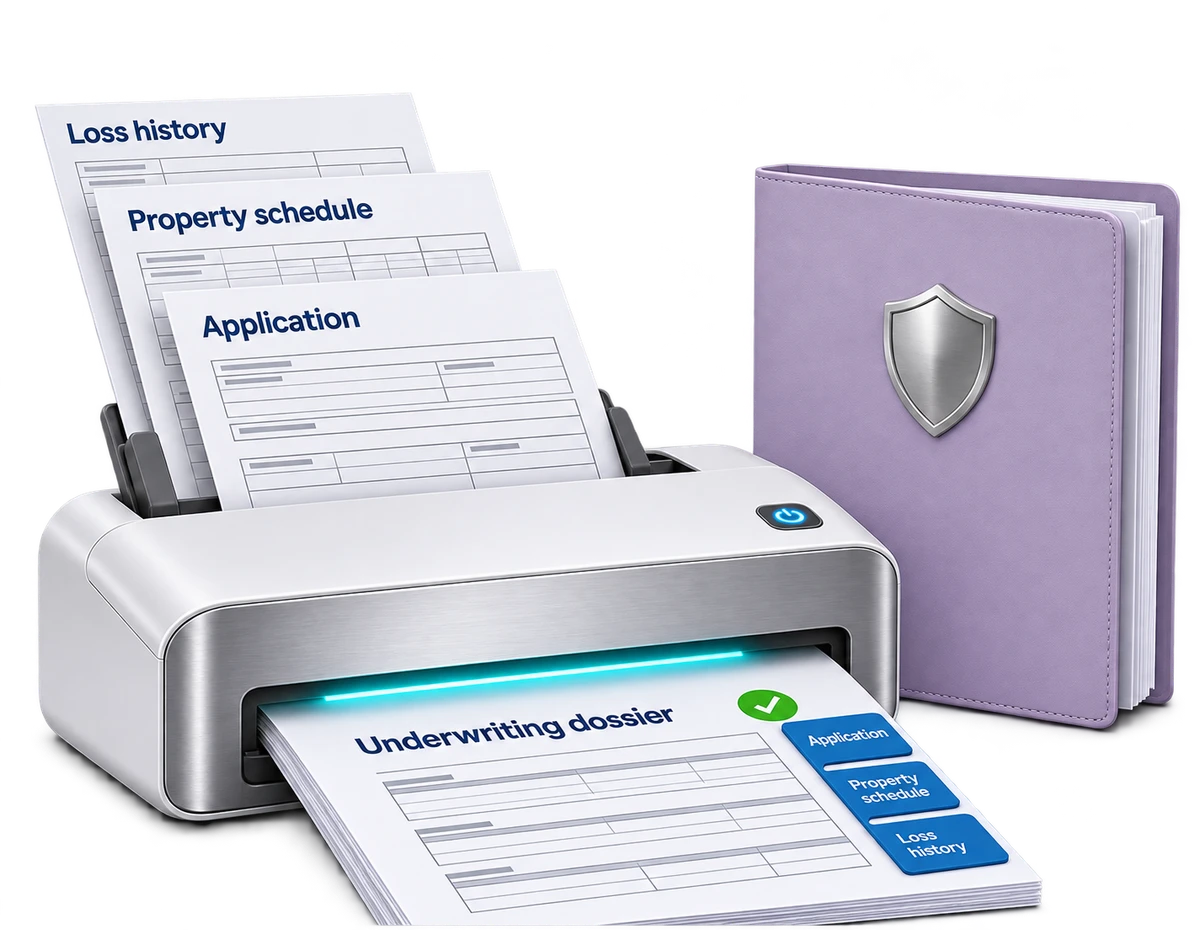 Loss history
Property schedule
Application
Underwriting dossier
Application
Property
schedule
Loss
history